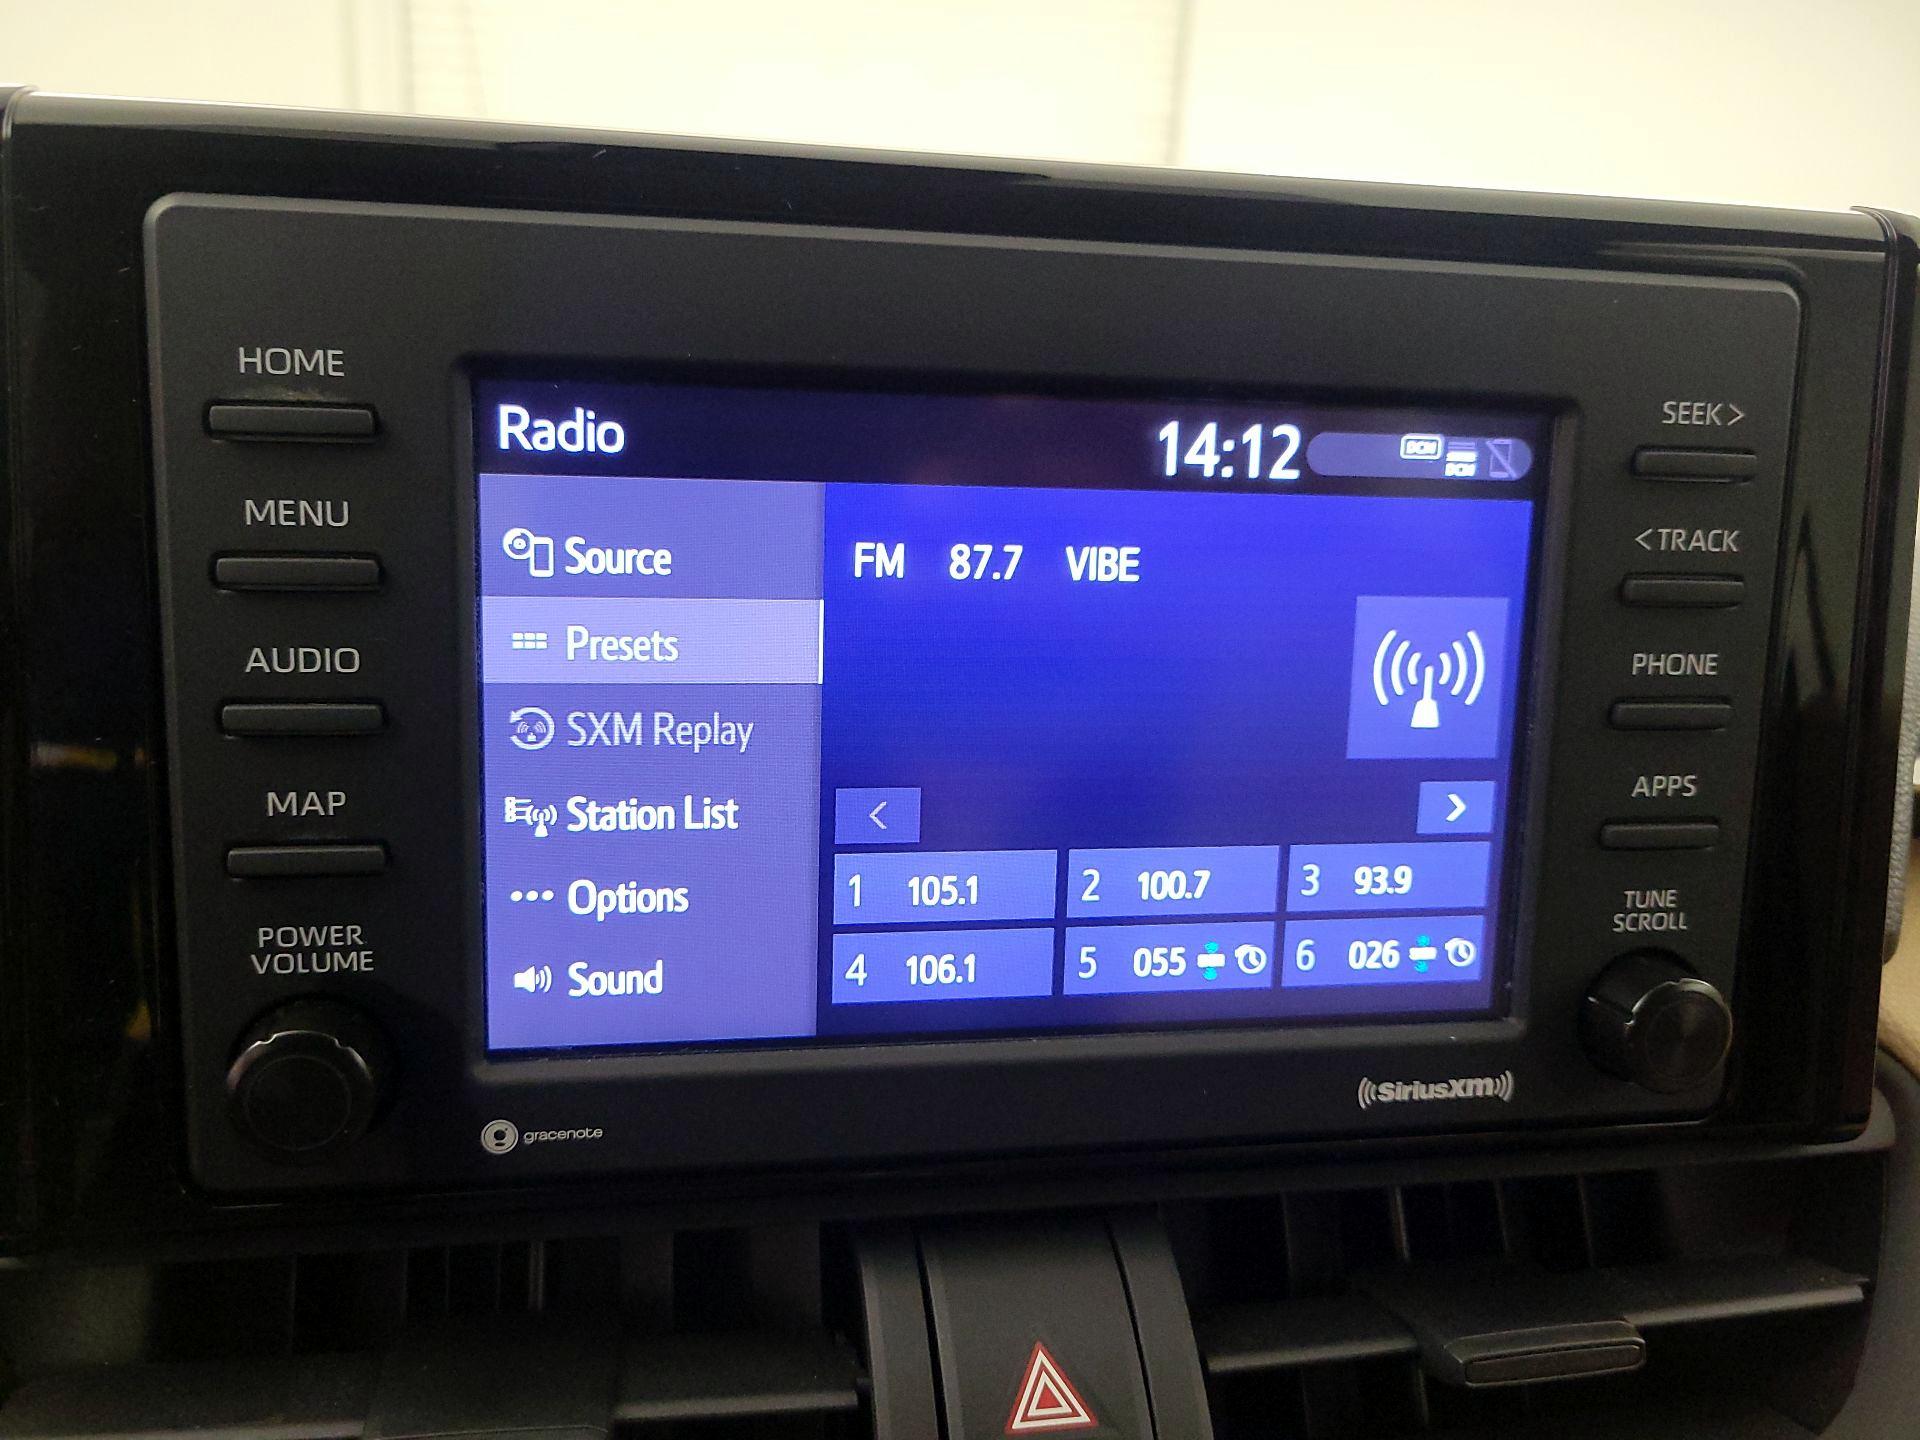 HOME
MENU
AUDIO
MAP
POWER
VOLUME
Radio
14:12
DCM
DCM
Source
Presets
SXM Replay
Station List
Options
Sound
FM 87.7 VIBE
<
>
1 105.1
2 100.7
3 93.9
4 106.1
5 055
6 026
SEEK >
< TRACK
PHONE
APPS
TUNE
SCROLL
gracenote
SiriusXM